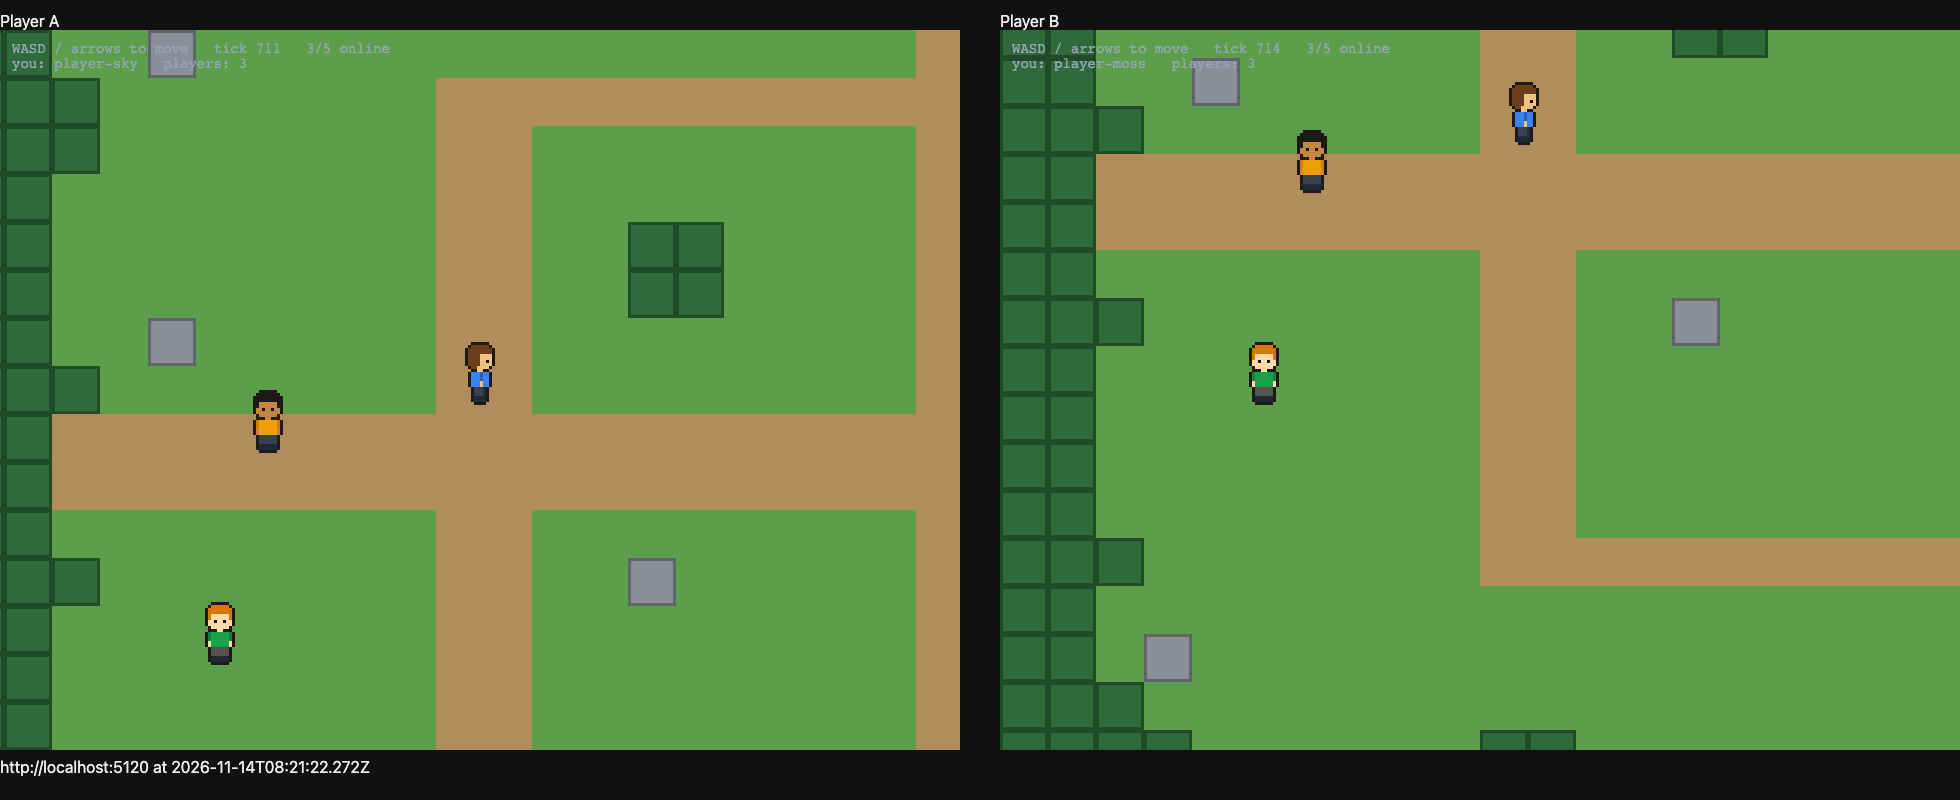 Player A
WASD / arrows to move   tick 711   3/5 online
you: player-sky   players: 3
Player B
WASD / arrows to move   tick 714   3/5 online
you: player-moss   players: 3
http://localhost:5120 at 2026-11-14T08:21:22.272Z